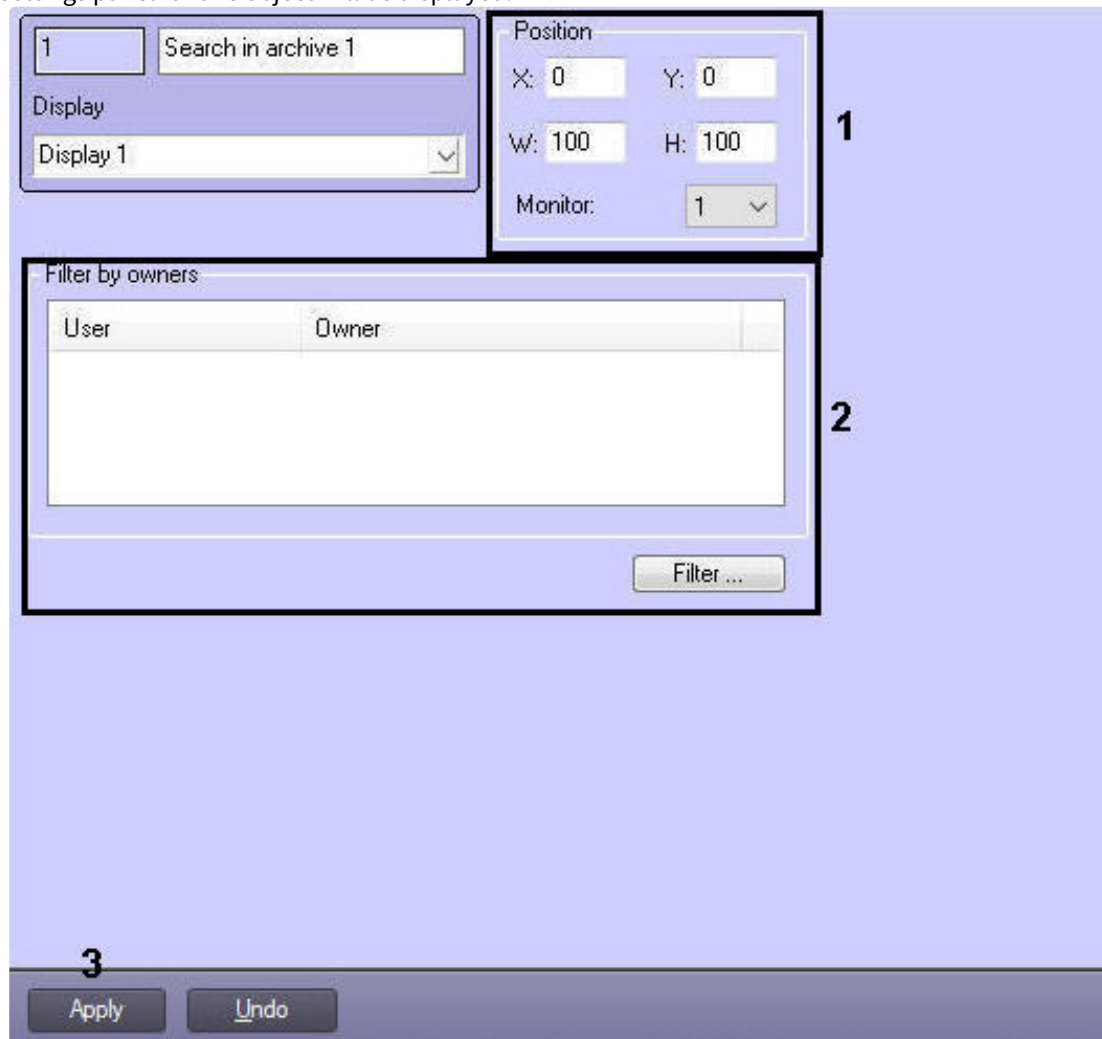 1 Search in archive 1
Display
Display 1
Position
X: 0 Y: 0
W: 100 H: 100
Monitor: 1
1
Filter by owners
User Owner
2
Filter ...
3
Apply Undo